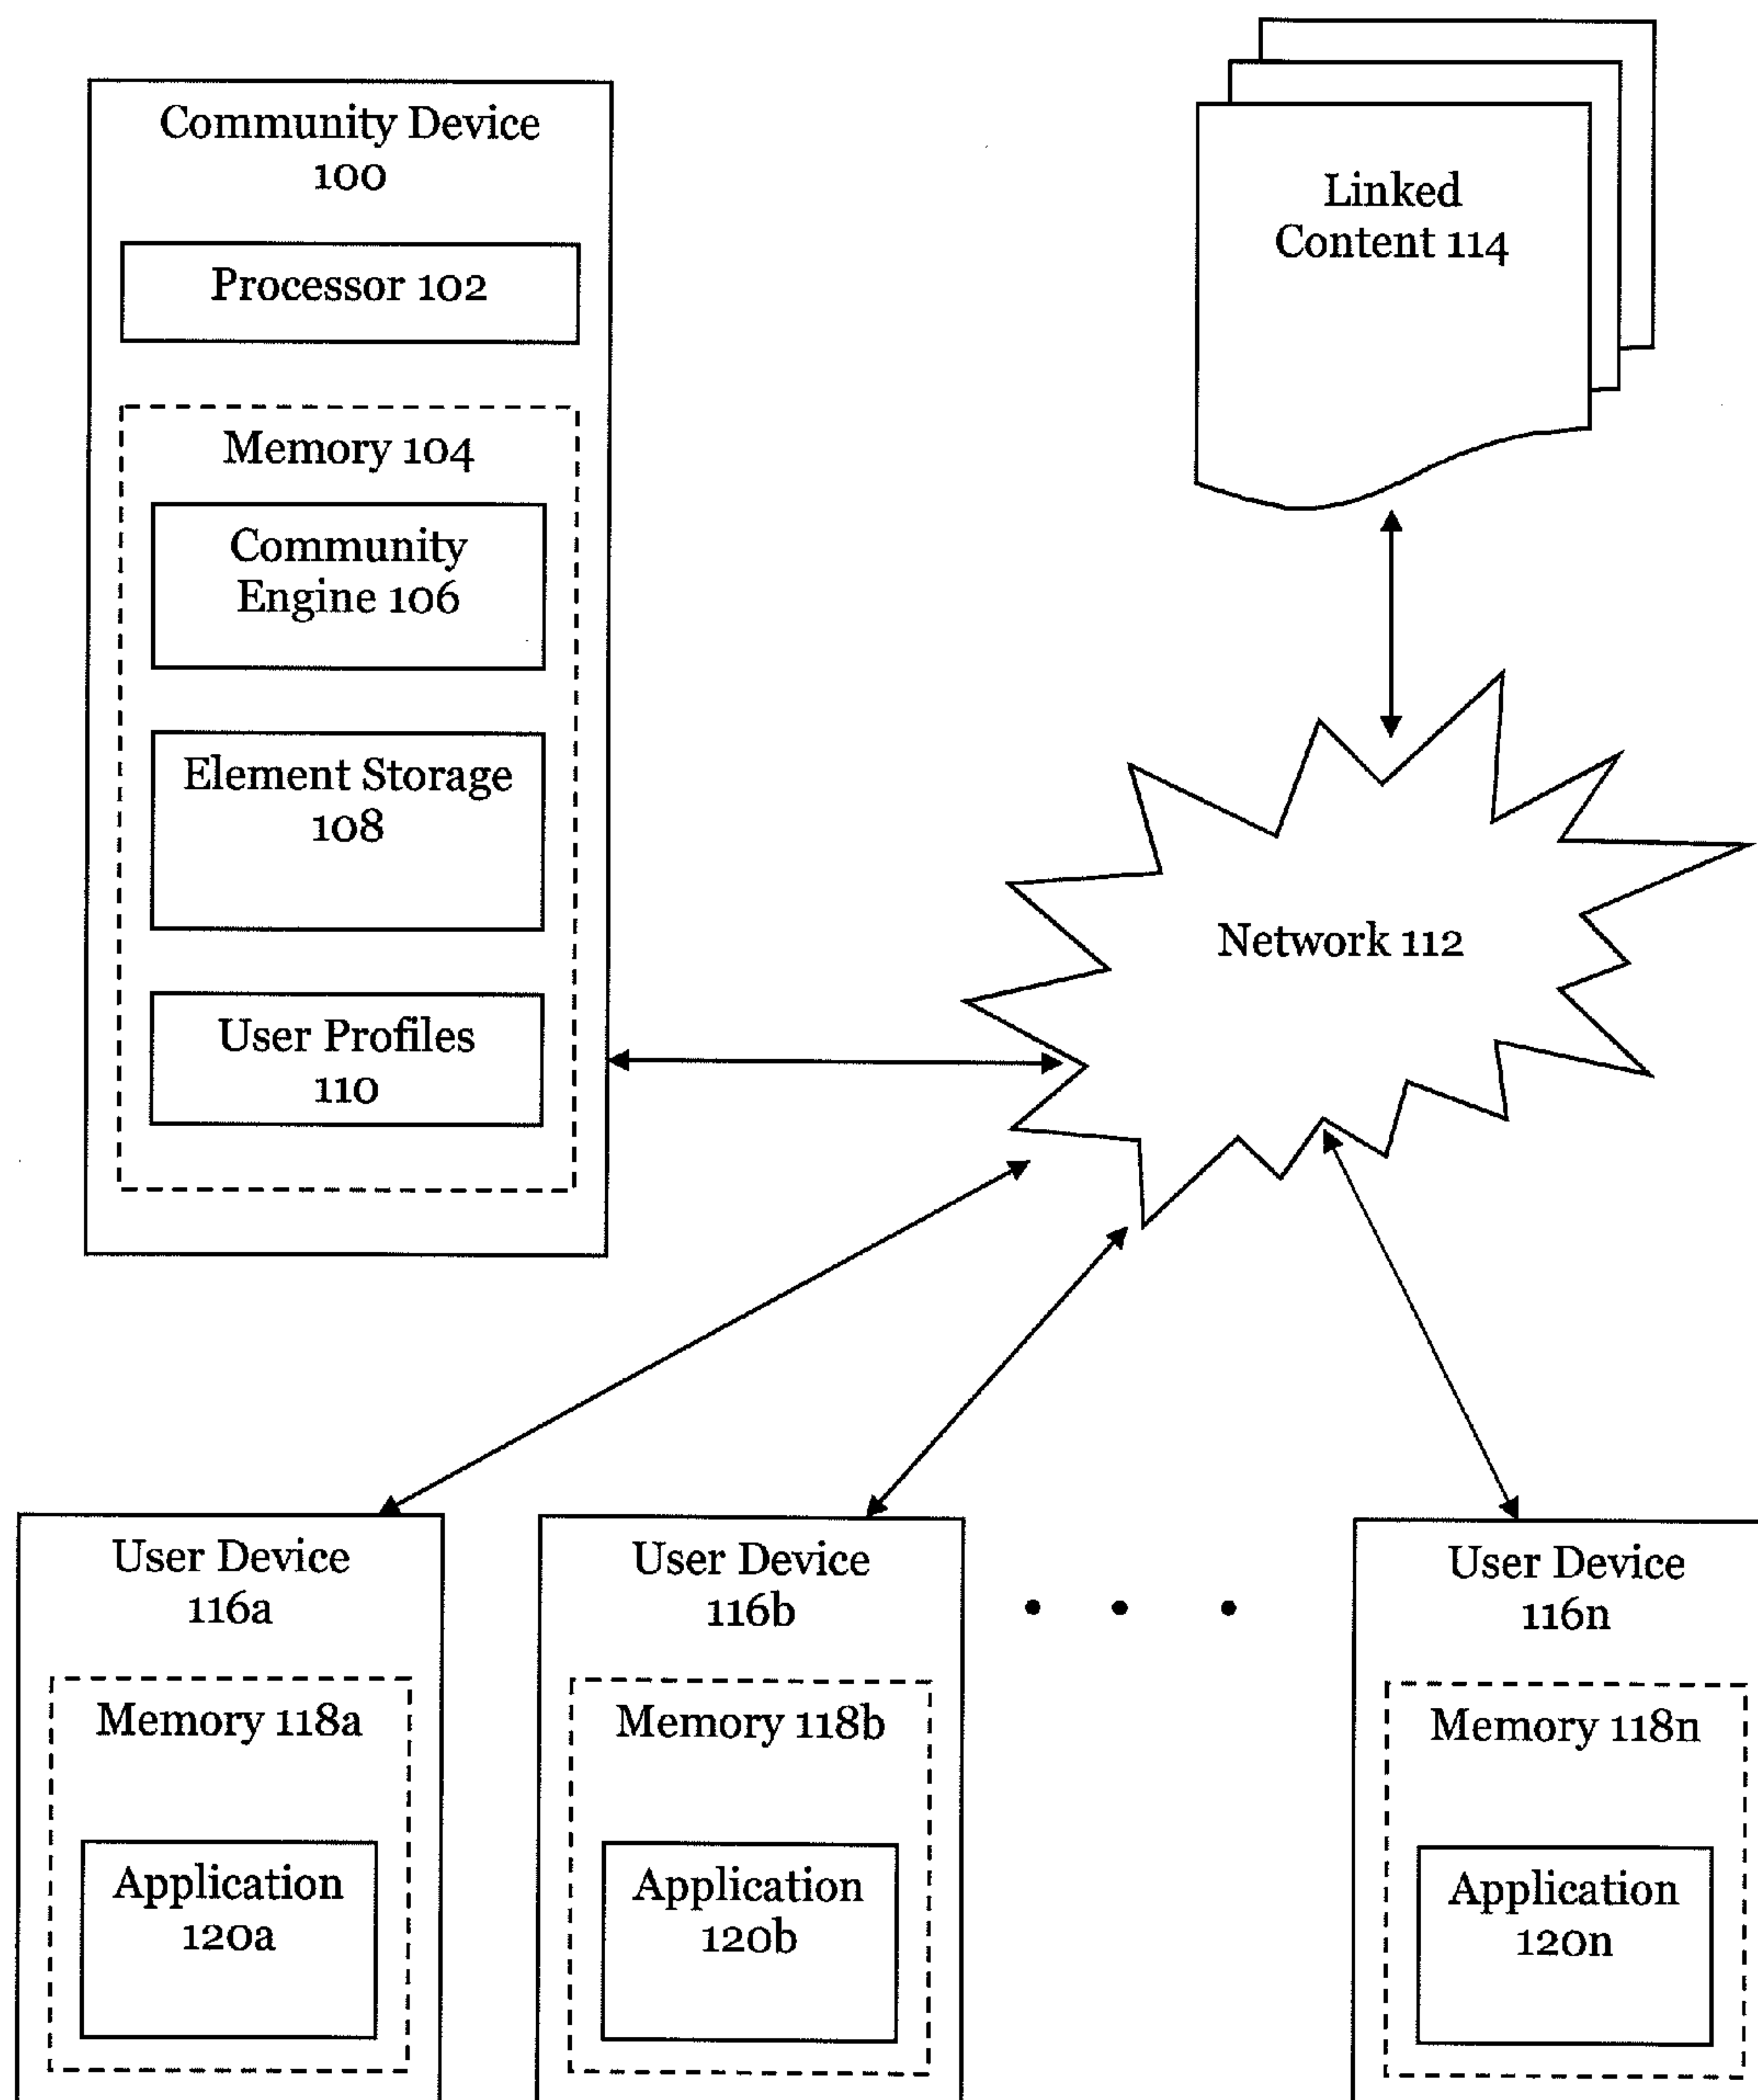 Community Device
100
Processor 102
Memory 104
Community
Engine 106
Element Storage
108
User Profiles
110
Linked
Content 114
Network 112
User Device
116a
Memory 118a
Application
120a
User Device
116b
Memory 118b
Application
120b
User Device
116n
Memory 118n
Application
120n